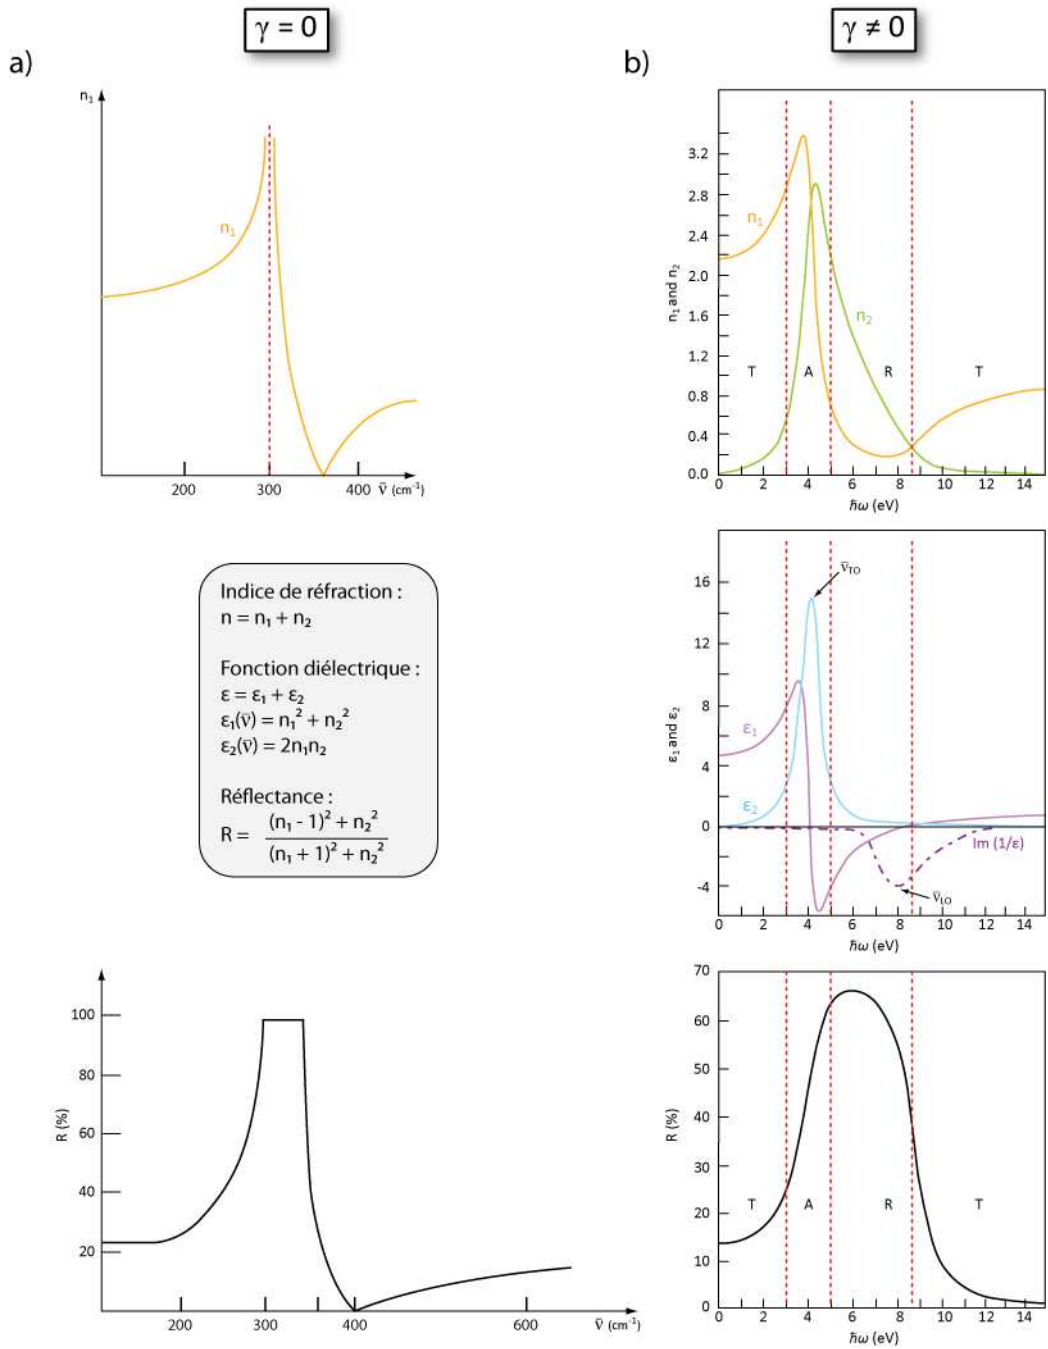 γ = 0
γ ≠ 0
a)
n₁
n₁
200
300
400
ν̄ (cm⁻¹)
b)
3.2
2.8
2.4
2.0
1.6
1.2
0.8
0.4
0.0
n₁ and n₂
n₁
n₂
T
A
R
T
0
2
4
6
8
10
12
14
ħω (eV)
Indice de réfraction :
n = n₁ + n₂
Fonction diélectrique :
ε = ε₁ + ε₂
ε₁(ν̄) = n₁² + n₂²
ε₂(ν̄) = 2n₁n₂
Réflectance :
R = (n₁ - 1)² + n₂²
(n₁ + 1)² + n₂²
16
12
8
4
0
-4
ε₁ and ε₂
ν̄TO
ε₁
ε₂
Im (1/ε)
ν̄LO
0
2
4
6
8
10
12
14
ħω (eV)
100
80
60
40
20
R (%)
200
300
400
600
ν̄ (cm⁻¹)
70
60
50
40
30
20
10
0
R (%)
T
A
R
T
0
2
4
6
8
10
12
14
ħω (eV)